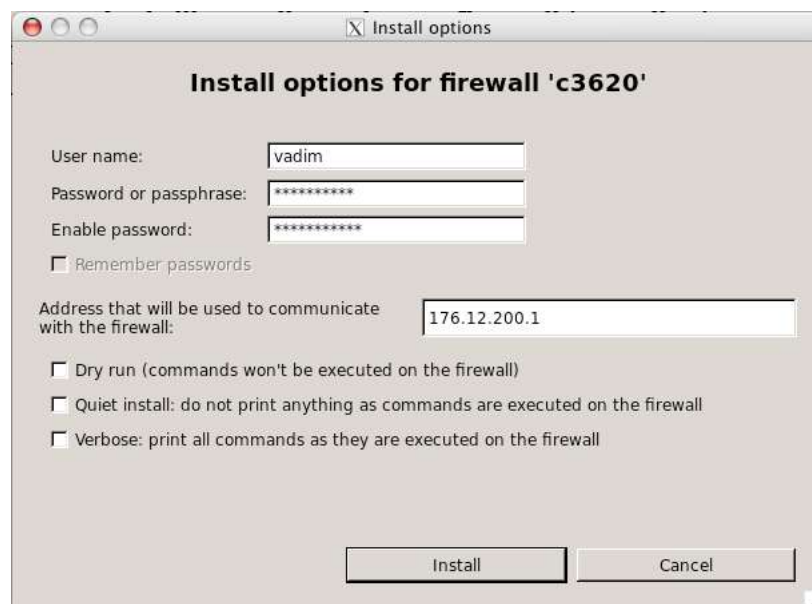 Install options
Install options for firewall 'c3620'
User name: vadim
Password or passphrase: **********
Enable password: ***********
Remember passwords
Address that will be used to communicate
with the firewall: 176.12.200.1
Dry run (commands won't be executed on the firewall)
Quiet install: do not print anything as commands are executed on the firewall
Verbose: print all commands as they are executed on the firewall
Install Cancel